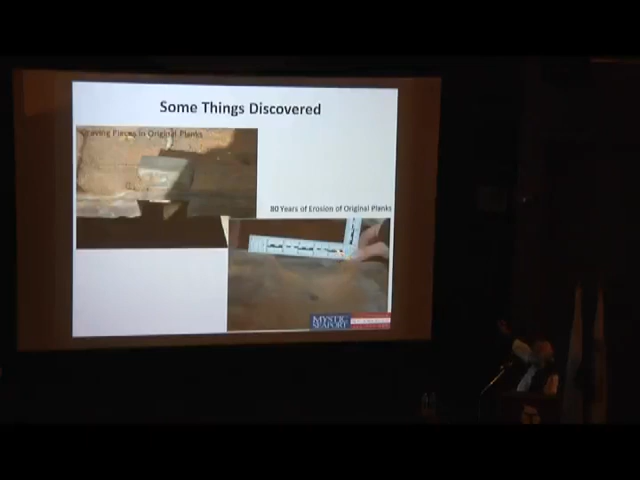 Some Things Discovered
Graving Pieces in Original Planks
80 Years of Erosion of Original Planks
MYSTIC
SEAPORT